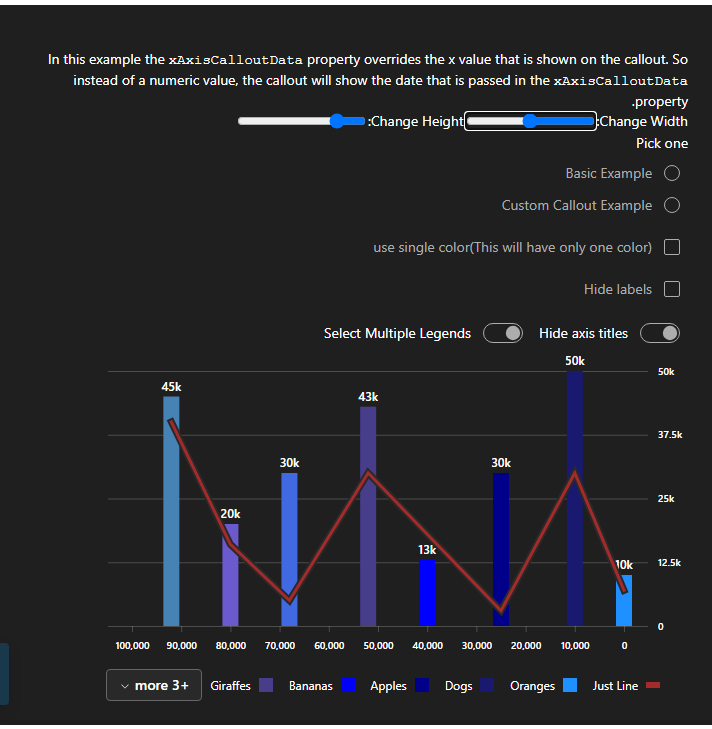 In this example the xAxisCalloutData property overrides the x value that is shown on the callout. So
instead of a numeric value, the callout will show the date that is passed in the xAxisCalloutData
.property
:Change Height :Change Width
Pick one
Basic Example
Custom Callout Example
use single color(This will have only one color)
Hide labels
Select Multiple Legends Hide axis titles
50k
50k
45k
43k
37.5k
30k
30k
25k
20k
13k
12.5k
10k
0
100,000 90,000 80,000 70,000 60,000 50,000 40,000 30,000 20,000 10,000 0
more 3+ Giraffes Bananas Apples Dogs Oranges Just Line